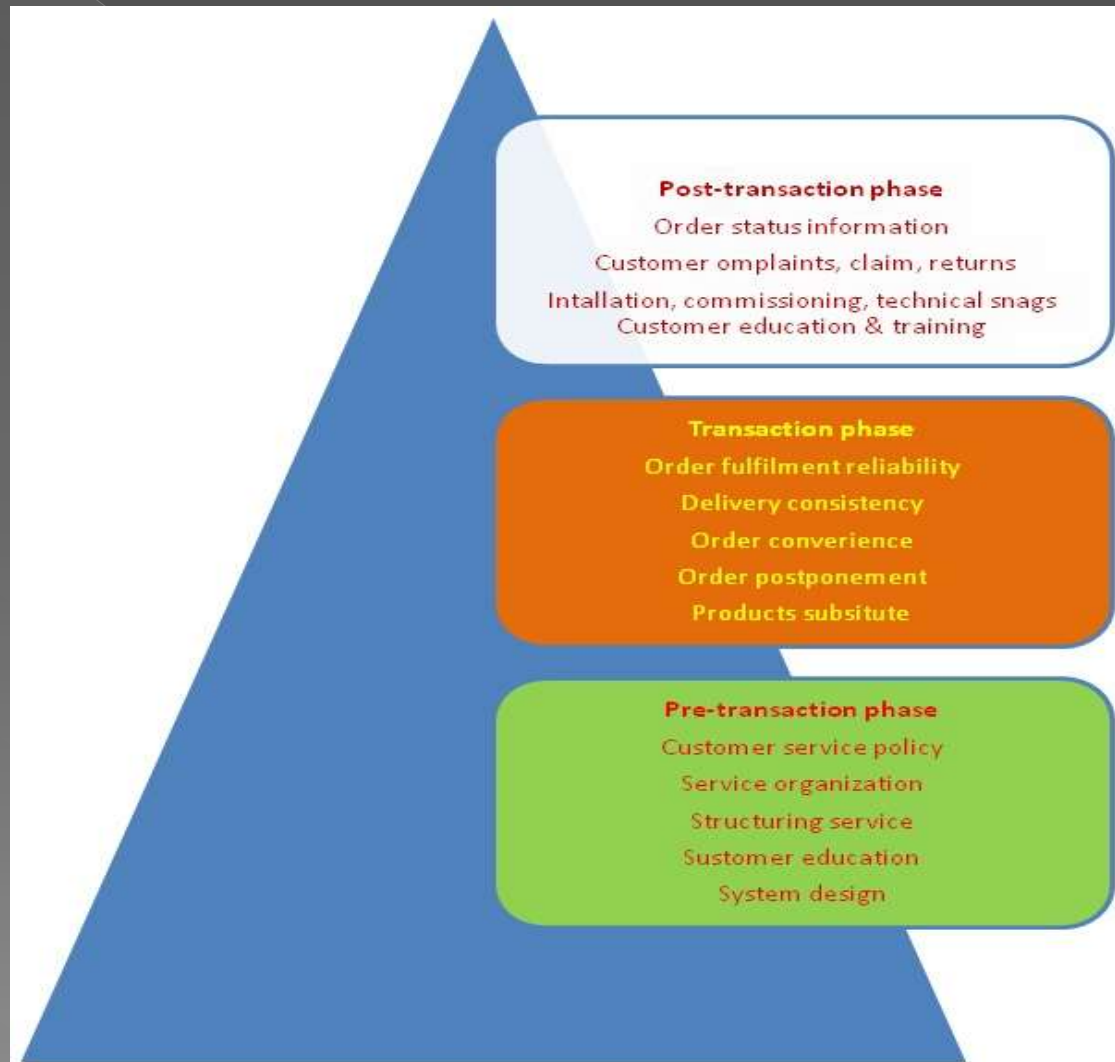 Post-transaction phase
Order status information
Customer omplaints, claim, returns
Intallation, commissioning, technical snags
Customer education & training
Transaction phase
Order fulfilment reliability
Delivery consistency
Order converience
Order postponement
Products subsitute
Pre-transaction phase
Customer service policy
Service organization
Structuring service
Sustomer education
System design